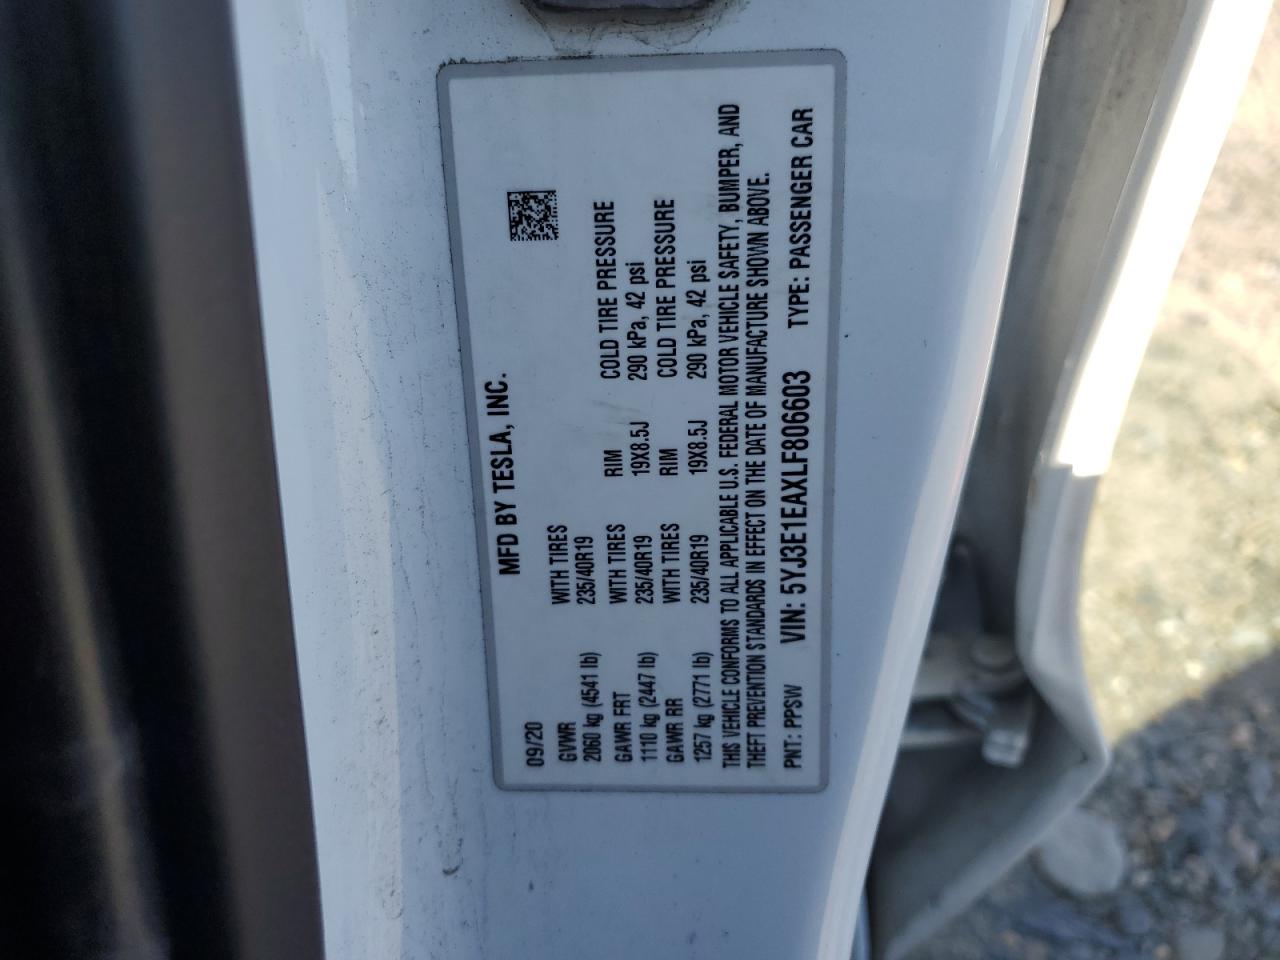 MFD BY TESLA, INC.
09/20
GVWR WITH TIRES RIM COLD TIRE PRESSURE
2060 kg (4541 lb) 235/40R19
GAWR FRT WITH TIRES RIM COLD TIRE PRESSURE
1110 kg (2447 lb) 235/40R19 19X8.5J 290 kPa, 42 psi
GAWR RR WITH TIRES RIM COLD TIRE PRESSURE
1257 kg (2771 lb) 235/40R19 19X8.5J 290 kPa, 42 psi
THIS VEHICLE CONFORMS TO ALL APPLICABLE U.S. FEDERAL MOTOR VEHICLE SAFETY, BUMPER, AND
THEFT PREVENTION STANDARDS IN EFFECT ON THE DATE OF MANUFACTURE SHOWN ABOVE.
PNT: PPSW VIN: 5YJ3E1EAXLF806603 TYPE: PASSENGER CAR